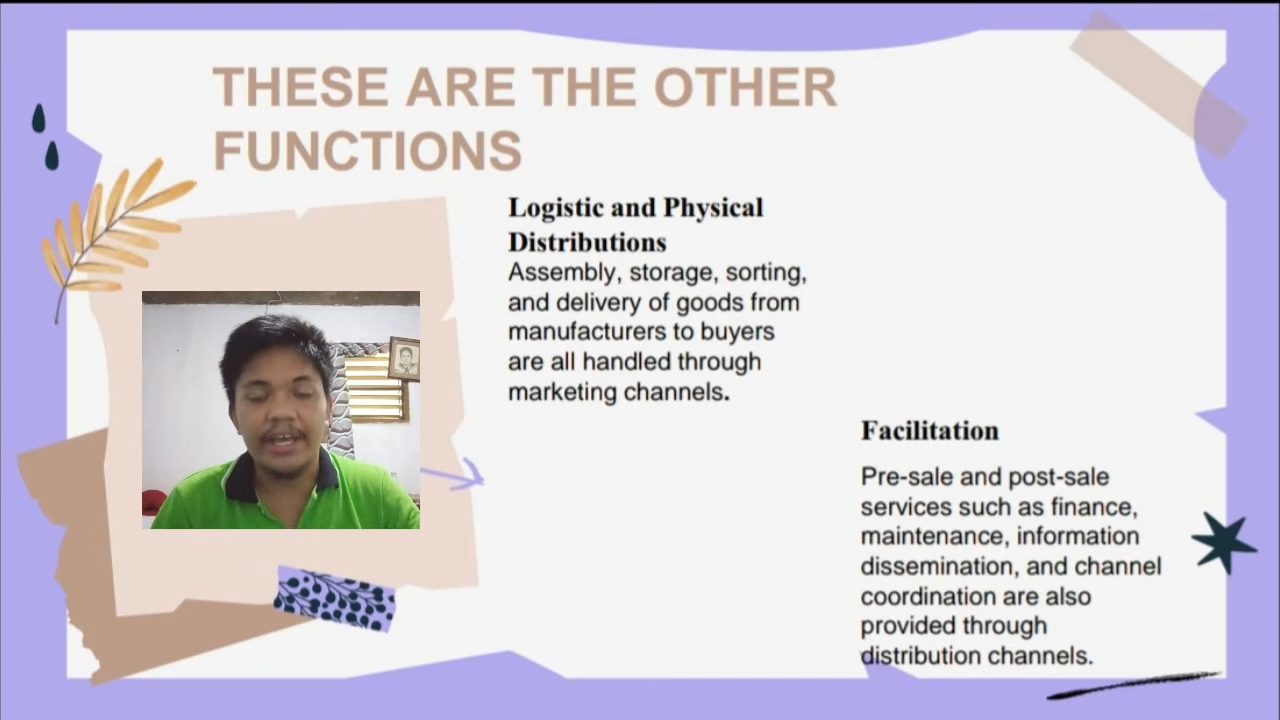 THESE ARE THE OTHER
FUNCTIONS
Logistic and Physical
Distributions
Assembly, storage, sorting,
and delivery of goods from
manufacturers to buyers
are all handled through
marketing channels.
Facilitation
Pre-sale and post-sale
services such as finance,
maintenance, information
dissemination, and channel
coordination are also
provided through
distribution channels.